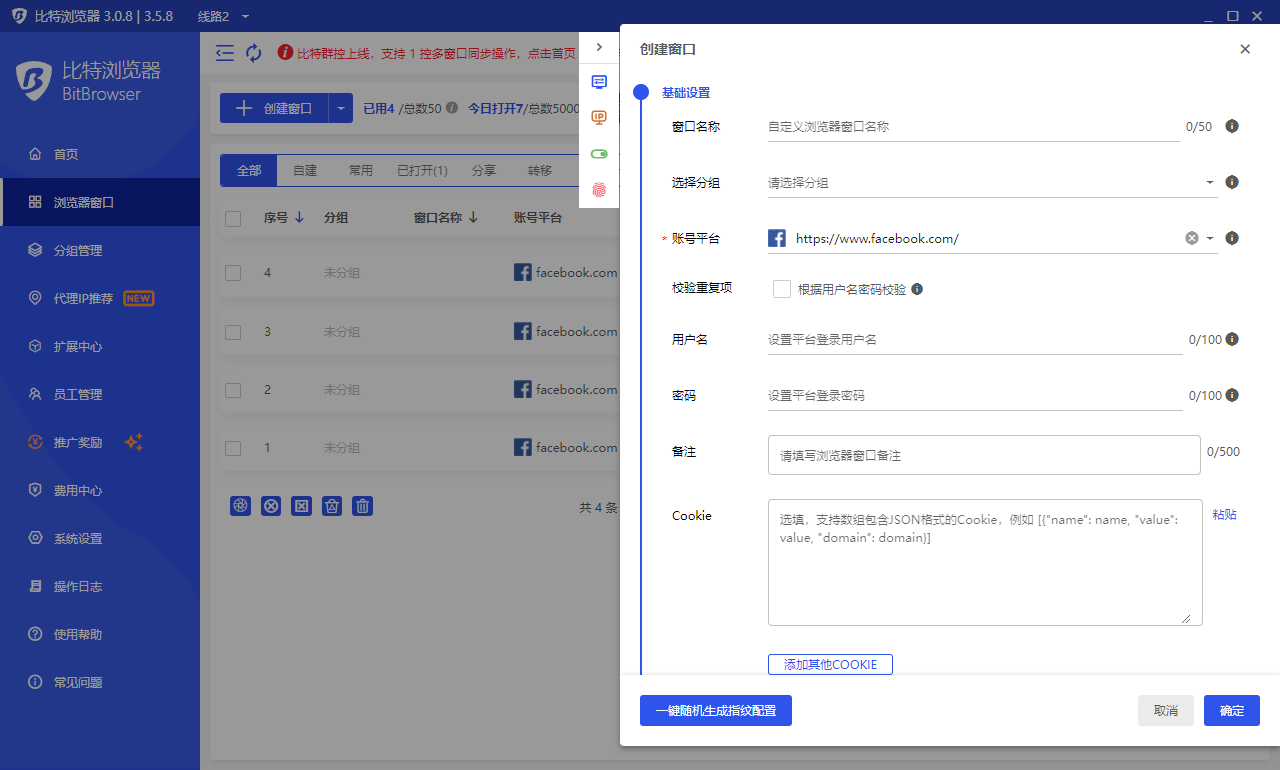 比特浏览器 3.0.8 | 3.5.8 线路2
比特浏览器
BitBrowser
首页
浏览器窗口
分组管理
代理IP推荐 NEW
扩展中心
员工管理
推广奖励
费用中心
系统设置
操作日志
使用帮助
常见问题
比特群控上线，支持 1 控多窗口同步操作，点击首页
创建窗口 已用4 /总数50 今日打开7/总数5000
全部 自建 常用 已打开(1) 分享 转移
序号 分组 窗口名称 账号平台
4 未分组 facebook.com
3 未分组 facebook.com
2 未分组 facebook.com
1 未分组 facebook.com
共 4 条
IP
创建窗口
基础设置
窗口名称 自定义浏览器窗口名称 0/50
选择分组 请选择分组
* 账号平台 https://www.facebook.com/
校验重复项 根据用户名密码校验
用户名 设置平台登录用户名 0/100
密码 设置平台登录密码 0/100
备注 请填写浏览器窗口备注 0/500
Cookie 选填，支持数组包含JSON格式的Cookie，例如 [{"name": name, "value": 粘贴
value, "domain": domain}]
添加其他COOKIE
一键随机生成指纹配置 取消 确定